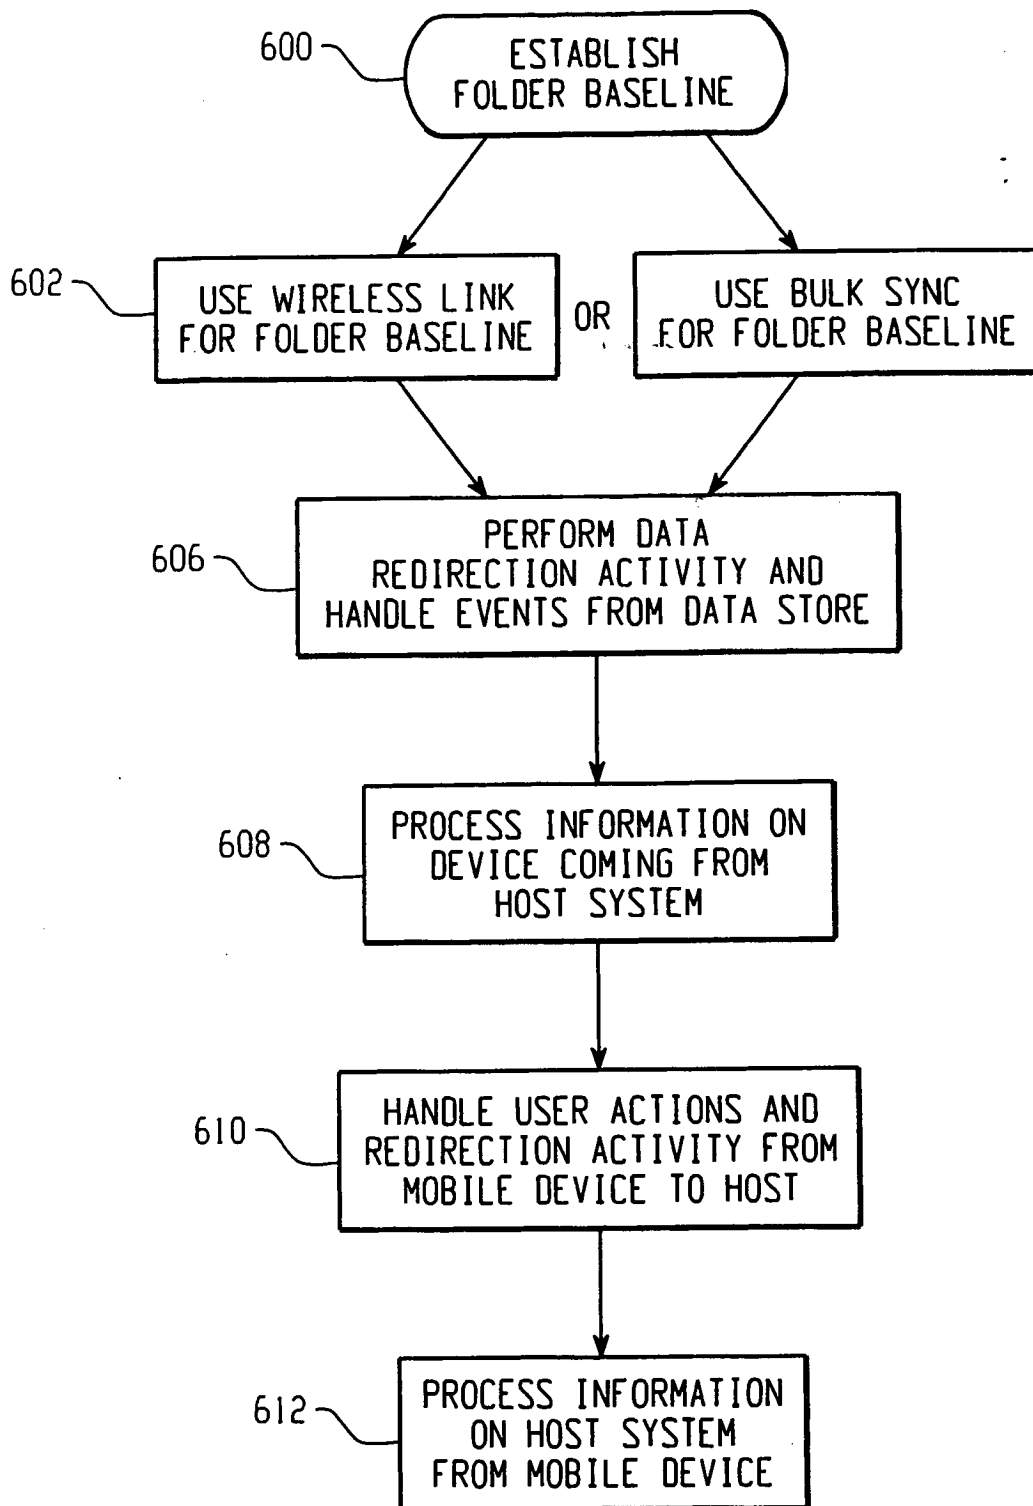 600
ESTABLISH
FOLDER BASELINE
602
USE WIRELESS LINK
FOR FOLDER BASELINE
OR
USE BULK SYNC
FOR FOLDER BASELINE
606
PERFORM DATA
REDIRECTION ACTIVITY AND
HANDLE EVENTS FROM DATA STORE
608
PROCESS INFORMATION ON
DEVICE COMING FROM
HOST SYSTEM
610
HANDLE USER ACTIONS AND
REDIRECTION ACTIVITY FROM
MOBILE DEVICE TO HOST
612
PROCESS INFORMATION
ON HOST SYSTEM
FROM MOBILE DEVICE